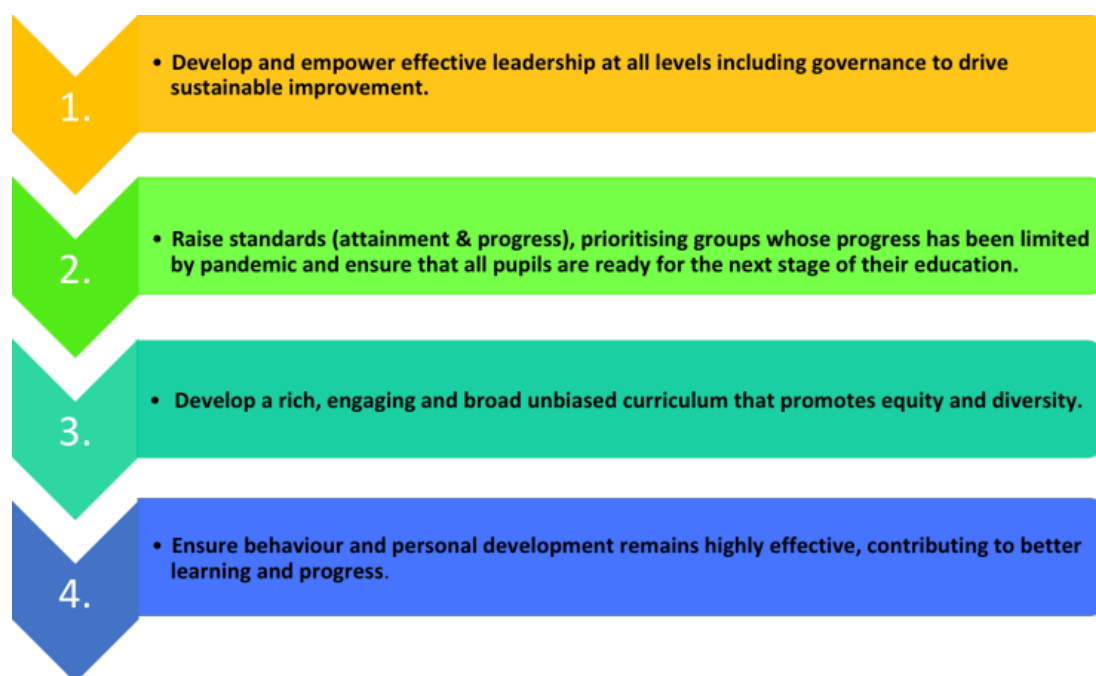 1.
• Develop and empower effective leadership at all levels including governance to drive
sustainable improvement.
2.
• Raise standards (attainment & progress), prioritising groups whose progress has been limited
by pandemic and ensure that all pupils are ready for the next stage of their education.
3.
• Develop a rich, engaging and broad unbiased curriculum that promotes equity and diversity.
4.
• Ensure behaviour and personal development remains highly effective, contributing to better
learning and progress.